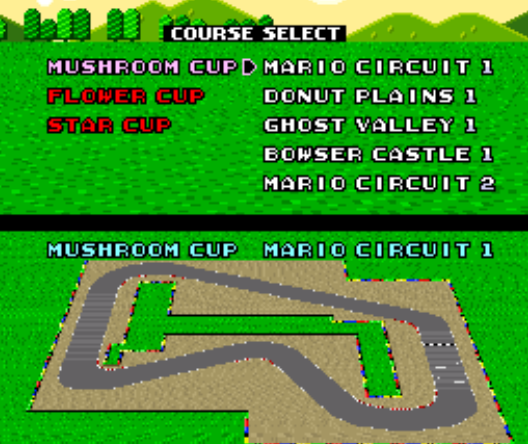 COURSE SELECT
MUSHROOM CUP MARIO CIRCUIT 1
FLOWER CUP DONUT PLAINS 1
STAR CUP GHOST VALLEY 1
BOWSER CASTLE 1
MARIO CIRCUIT 2
MUSHROOM CUP MARIO CIRCUIT 1